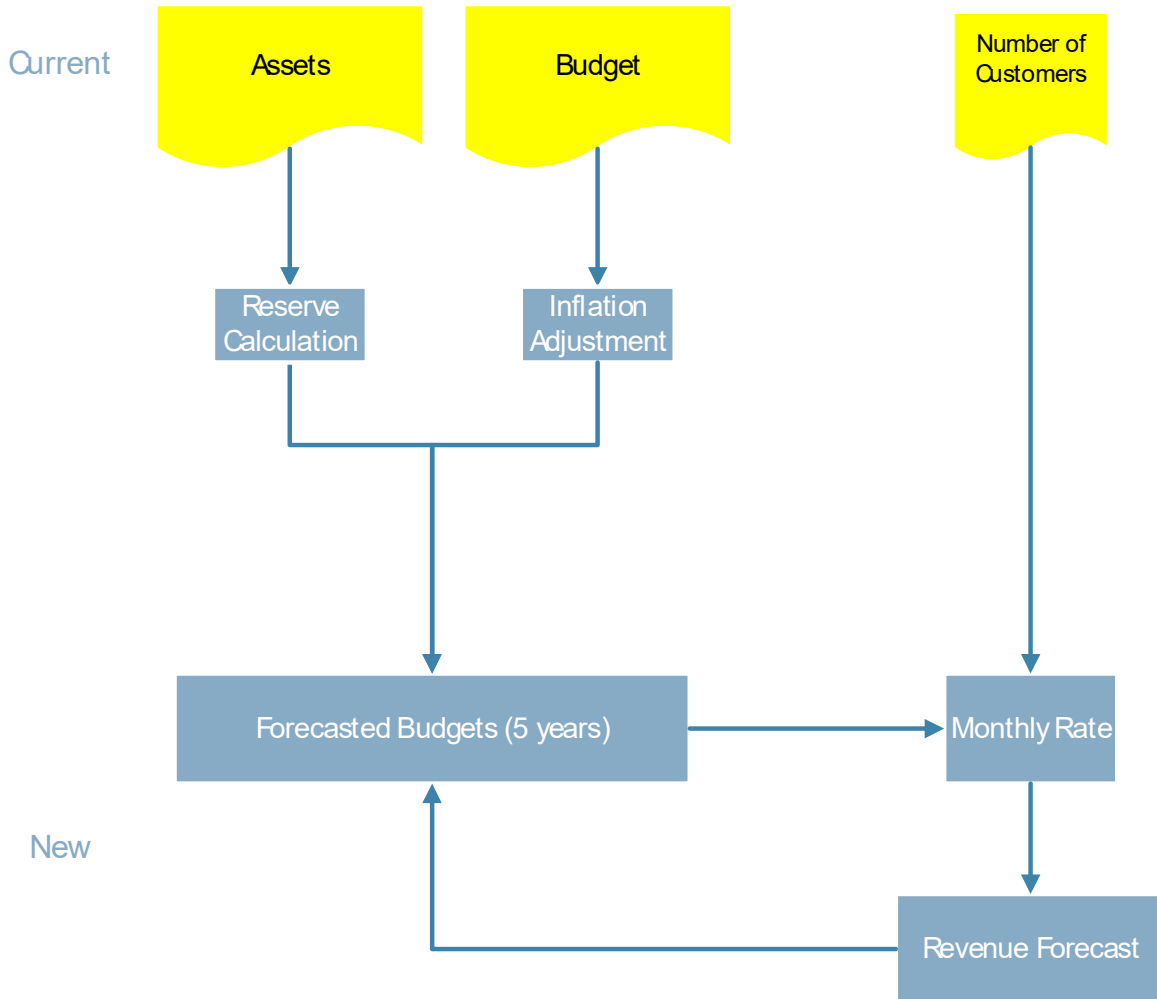 Current
Assets
Budget
Number of
Customers
Reserve
Calculation
Inflation
Adjustment
Forecasted Budgets (5 years)
Monthly Rate
New
Revenue Forecast